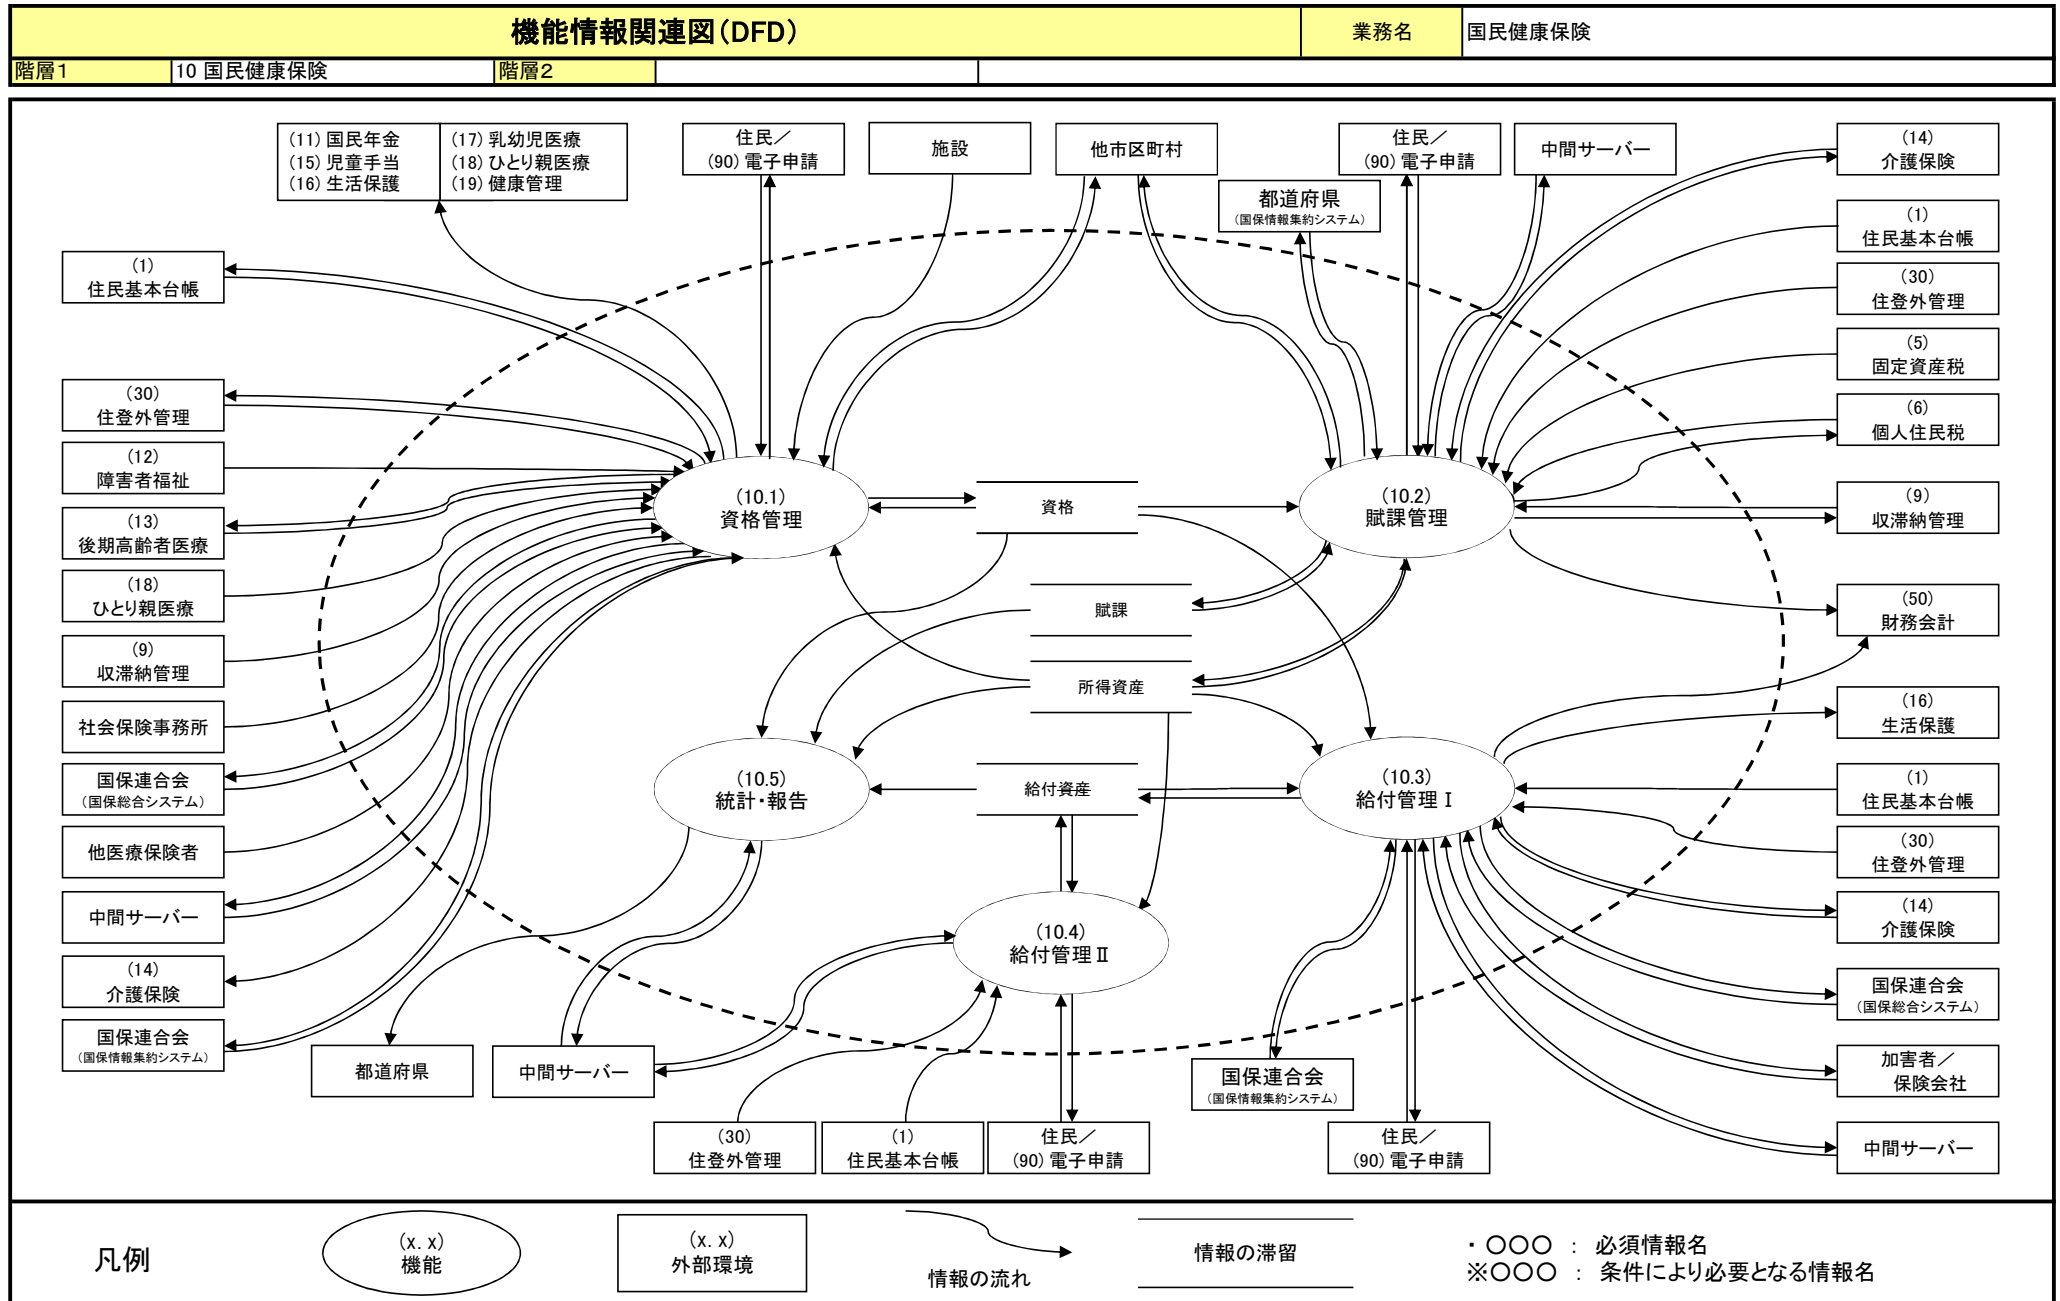 機能情報関連図(DFD)
業務名
国民健康保険
階層1
10 国民健康保険
階層2
(11) 国民年金
(15) 児童手当
(16) 生活保護
(17) 乳幼児医療
(18) ひとり親医療
(19) 健康管理
住民/
(90) 電子申請
施設
他市区町村
都道府県
(国保情報集約システム)
住民/
(90) 電子申請
中間サーバー
(14)
介護保険
(1)
住民基本台帳
(30)
住登外管理
(5)
固定資産税
(6)
個人住民税
(9)
収滞納管理
(50)
財務会計
(16)
生活保護
(1)
住民基本台帳
(30)
住登外管理
(14)
介護保険
国保連合会
(国保総合システム)
加害者/
保険会社
中間サーバー
(1)
住民基本台帳
(30)
住登外管理
(12)
障害者福祉
(13)
後期高齢者医療
(18)
ひとり親医療
(9)
収滞納管理
社会保険事務所
国保連合会
(国保総合システム)
他医療保険者
中間サーバー
(14)
介護保険
国保連合会
(国保情報集約システム)
(10.1)
資格管理
資格
(10.2)
賦課管理
賦課
所得資産
(10.5)
統計・報告
給付資産
(10.3)
給付管理Ⅰ
(10.4)
給付管理Ⅱ
都道府県
中間サーバー
(30)
住登外管理
(1)
住民基本台帳
住民/
(90) 電子申請
国保連合会
(国保情報集約システム)
住民/
(90) 電子申請
凡例
(x. x)
機能
(x. x)
外部環境
情報の流れ
情報の滞留
・ 〇〇〇 : 必須情報名
※〇〇〇 : 条件により必要となる情報名